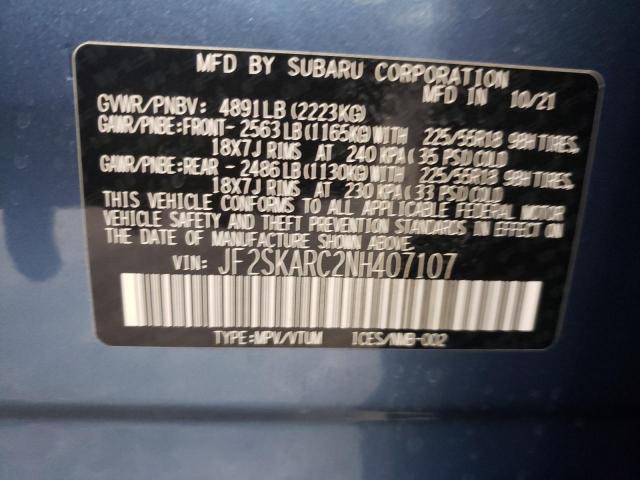 MFD BY SUBARU CORPORATION
MFD IN 10/21
GVWR/PNBV: 4891LB(2223KG)
GAWR/PNBE:FRONT- 2563LB(1165KG)WITH 225/55R18 98H TIRES.
18X7J RIMS AT 240 KPA(35 PSI)COLD
GAWR/PNBE:REAR - 2486LB(1130KG)WITH 225/55R18 98H TIRES.
18X7J RIMS AT 230 KPA(33 PSI)COLD
THIS VEHICLE CONFORMS TO ALL APPLICABLE FEDERAL MOTOR
VEHICLE SAFETY AND THEFT PREVENTION STANDARDS IN EFFECT ON
THE DATE OF MANUFACTURE SHOWN ABOVE.
VIN: JF2SKARC2NH407107
TYPE:MPV/VTUM ICES/NMB-002